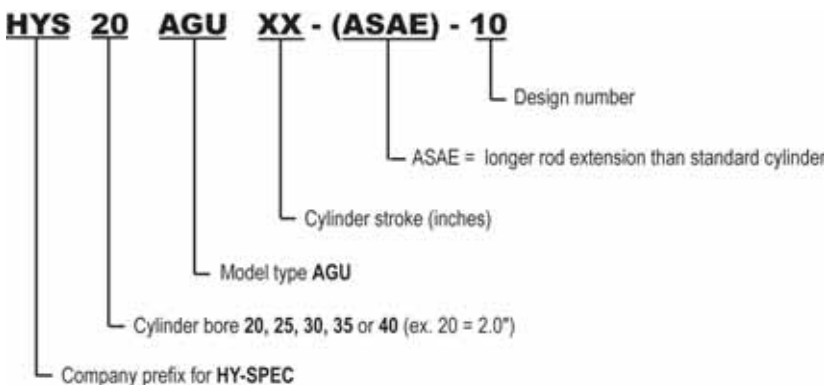 HYS 20 AGU XX - (ASAE) - 10
Design number
ASAE = longer rod extension than standard cylinder
Cylinder stroke (inches)
Model type AGU
Cylinder bore 20, 25, 30, 35 or 40 (ex. 20 = 2.0")
Company prefix for HY-SPEC